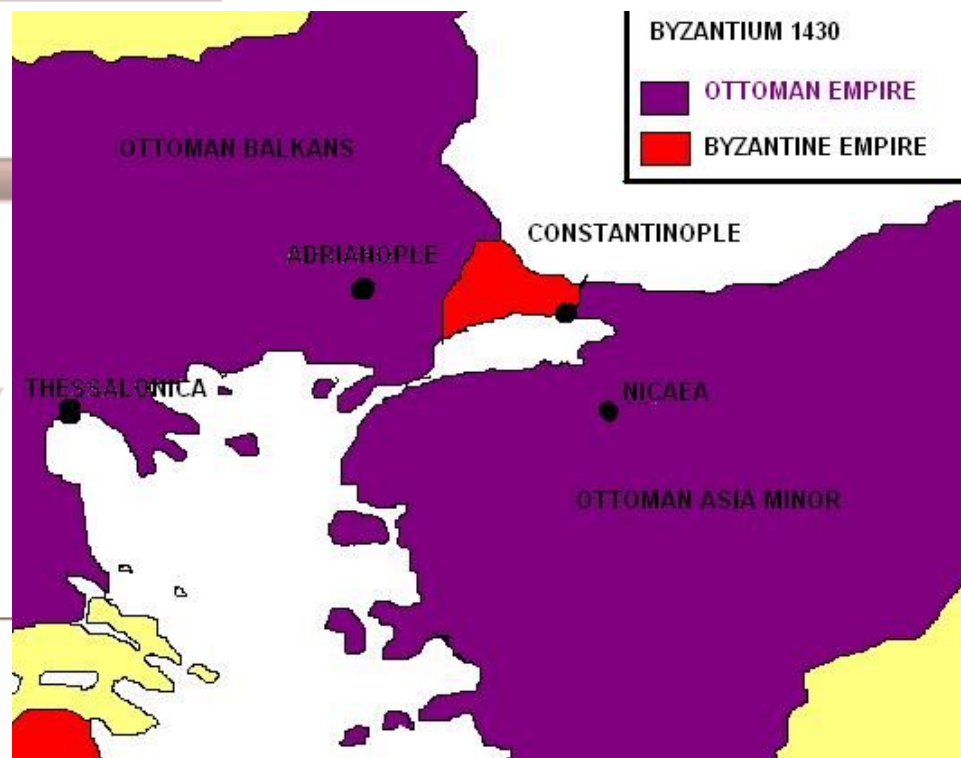 BYZANTIUM 1430
OTTOMAN EMPIRE
BYZANTINE EMPIRE
OTTOMAN BALKANS
CONSTANTINOPLE
ADRIANOPLE
THESSALONICA
NICAEA
OTTOMAN ASIA MINOR